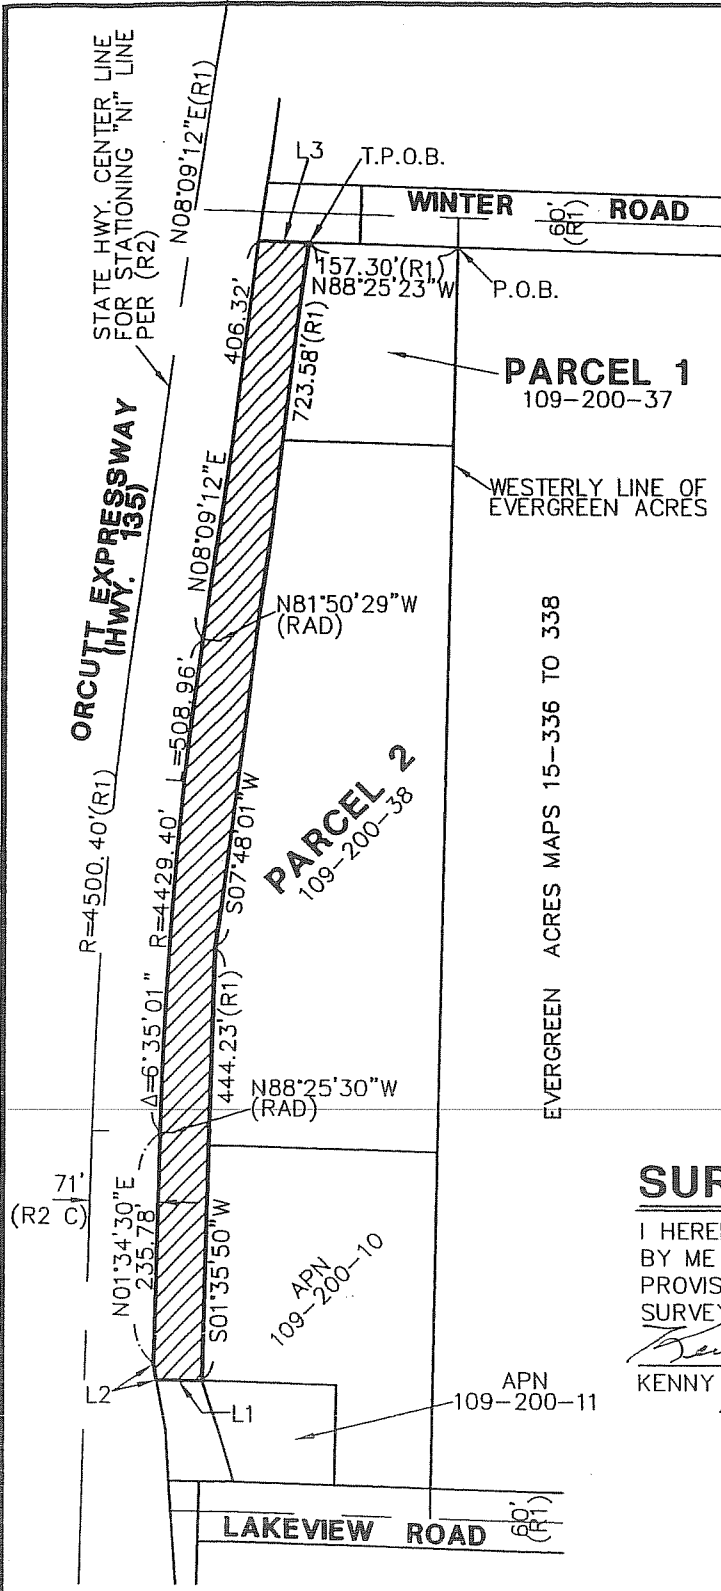 STATE HWY. CENTER LINE
FOR STATIONING "NI" LINE
PER (R2)
N08°09'12"E(R1)
L3
T.P.O.B.
WINTER ROAD
60'
(R1)
157.30'(R1)
N88°25'23"W
P.O.B.
406.32'
723.58'(R1)
PARCEL 1
109-200-37
ORCUTT EXPRESSWAY
(HWY. 135)
WESTERLY LINE OF
EVERGREEN ACRES
N08°09'12"E
N81°50'29"W
(RAD)
L=508.96'
R=4429.40'
Δ=6°35'01"
R=4500.40'(R1)
S07°48'01"W
PARCEL 2
109-200-38
EVERGREEN ACRES MAPS 15-336 TO 338
444.23'(R1)
N88°25'30"W
(RAD)
71'
(R2 C)
N01°34'30"E
235.78'
S01°35'50"W
APN
109-200-10
SUR
I HERE
BY ME
PROVIS
SURVEY
KENNY
L2
L1
APN
109-200-11
LAKEVIEW ROAD
60'
(R1)